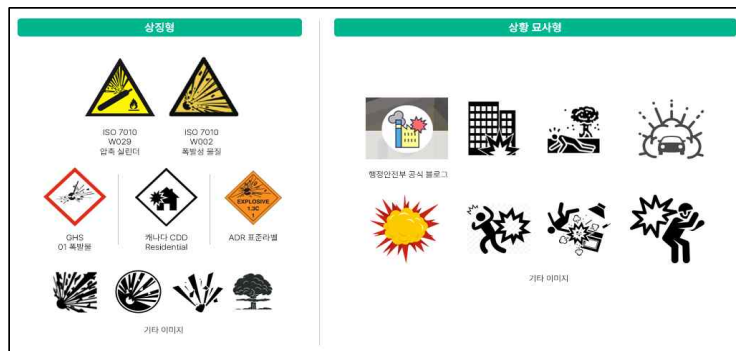 상징형
상황 묘사형
ISO 7010
W029
압축 실린더
ISO 7010
W002
폭발성 물질
GHS
01 폭발물
캐나다 CDD
Residential
EXPLOSIVE
1.3C
1
ADR 표준라벨
기타 이미지
행정안전부 공식 블로그
기타 이미지